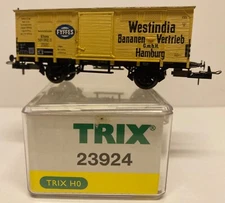 FYFFES
Westindia
Bananen - Vertrieb
G.m.b.H.
Hamburg
TRIX
23924
TRIX H0